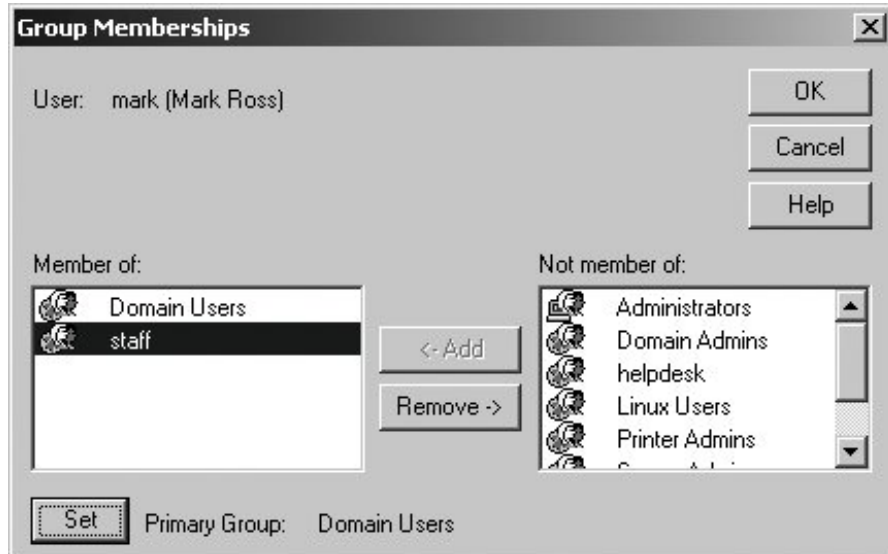 Group Memberships
User: mark (Mark Ross)
OK
Cancel
Help
Member of:
Domain Users
staff
<- Add
Remove ->
Not member of:
Administrators
Domain Admins
helpdesk
Linux Users
Printer Admins
Set Primary Group: Domain Users